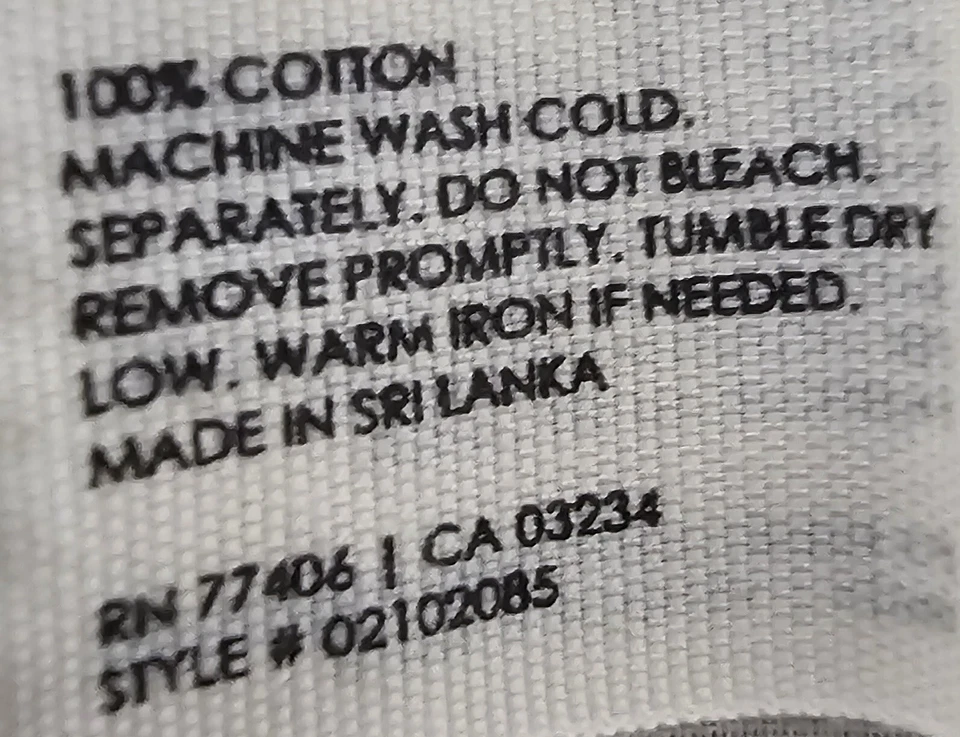 100% COTTON
MACHINE WASH COLD.
SEPARATELY. DO NOT BLEACH.
REMOVE PROMPTLY. TUMBLE DRY
LOW. WARM IRON IF NEEDED.
MADE IN SRI LANKA
RN 77406 | CA 03234
STYLE # 02102085